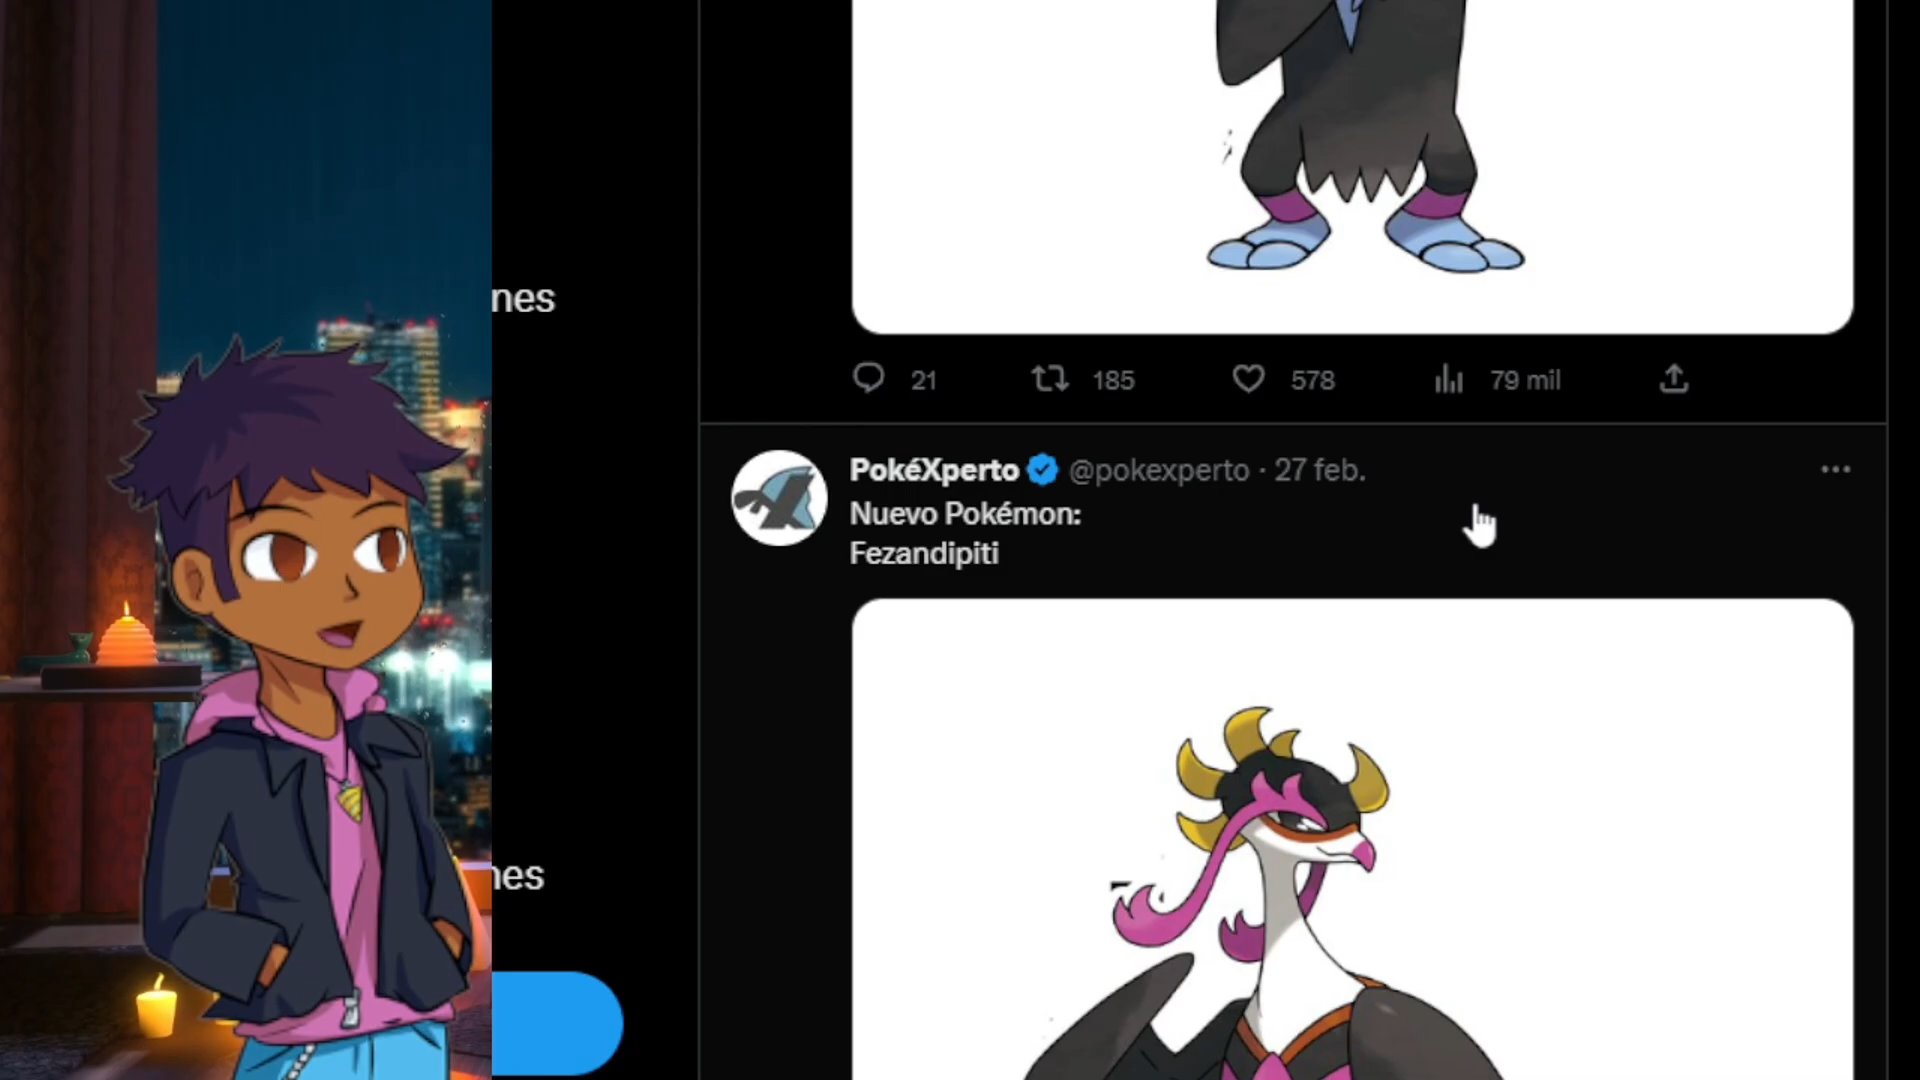 nes
21 185 578 79 mil
PokéXperto @pokexperto · 27 feb.
Nuevo Pokémon:
Fezandipiti
nes